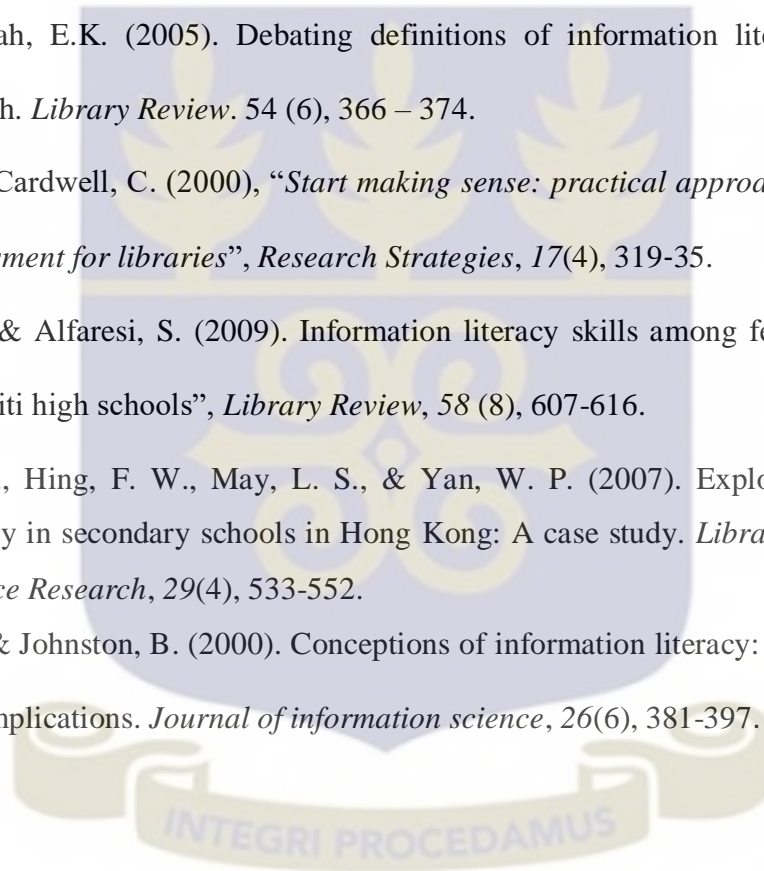 ah, E.K. (2005). Debating definitions of information lite
h. Library Review. 54 (6), 366 – 374.
Cardwell, C. (2000), “Start making sense: practical approa
ment for libraries”, Research Strategies, 17(4), 319-35.
& Alfaresi, S. (2009). Information literacy skills among fe
iti high schools”, Library Review, 58 (8), 607-616.
., Hing, F. W., May, L. S., & Yan, W. P. (2007). Explo
y in secondary schools in Hong Kong: A case study. Libra
ce Research, 29(4), 533-552.
& Johnston, B. (2000). Conceptions of information literacy:
mplications. Journal of information science, 26(6), 381-397.
INTEGRI PROCEDAMUS